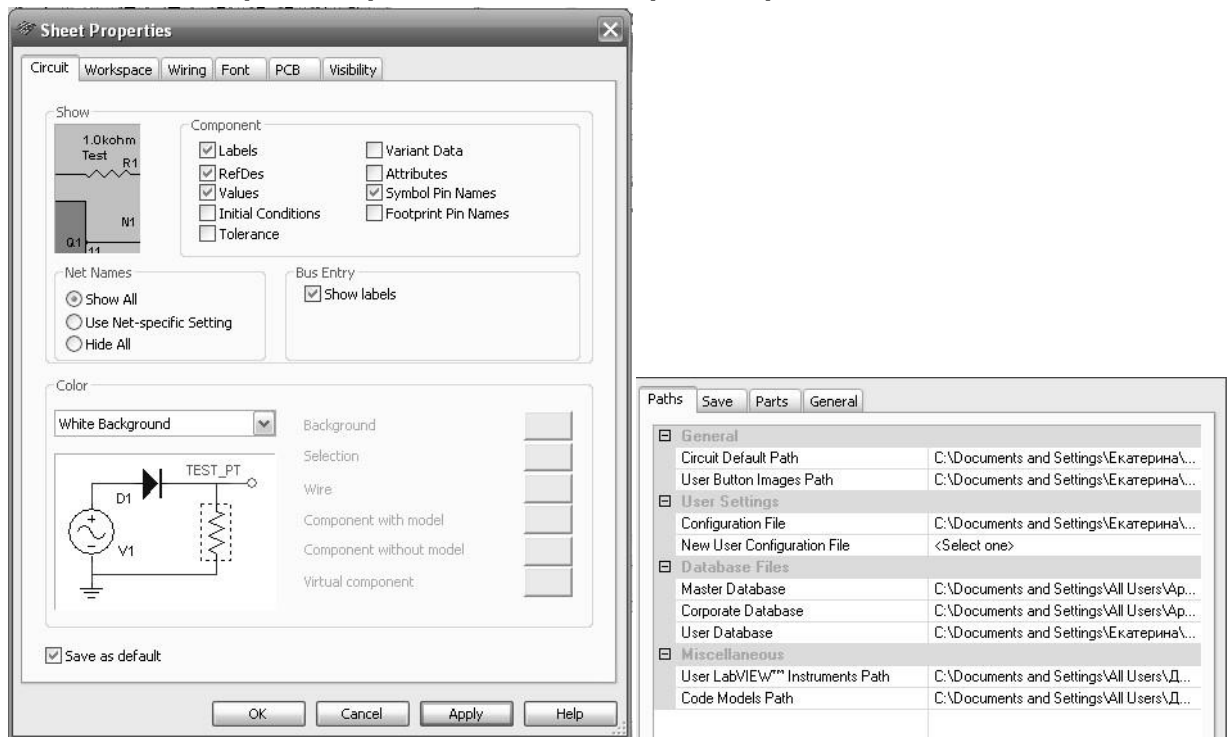 Sheet Properties
Circuit Workspace Wiring Font PCB Visibility
Show
1.0kohm
Test
R1
N1
Q1
11
Component
Labels
Variant Data
RefDes
Attributes
Values
Symbol Pin Names
Initial Conditions
Footprint Pin Names
Tolerance
Net Names
Show All
Use Net-specific Setting
Hide All
Bus Entry
Show labels
Color
White Background
TEST_PT
D1
V1
Background
Selection
Wire
Component with model
Component without model
Virtual component
Save as default
OK Cancel Apply Help
Paths Save Parts General
General
Circuit Default Path C:\Documents and Settings\Екатерина\...
User Button Images Path C:\Documents and Settings\Екатерина\...
User Settings
Configuration File C:\Documents and Settings\Екатерина\...
New User Configuration File <Select one>
Database Files
Master Database C:\Documents and Settings\All Users\Ap...
Corporate Database C:\Documents and Settings\All Users\Ap...
User Database C:\Documents and Settings\Екатерина\...
Miscellaneous
User LabVIEW™ Instruments Path C:\Documents and Settings\All Users\Д...
Code Models Path C:\Documents and Settings\All Users\Д...